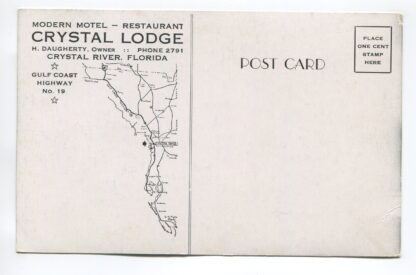 MODERN MOTEL – RESTAURANT
CRYSTAL LODGE
H. DAUGHERTY, OWNER :: PHONE 2791
CRYSTAL RIVER, FLORIDA
GULF COAST
HIGHWAY
No. 19
POST CARD
PLACE
ONE CENT
STAMP
HERE